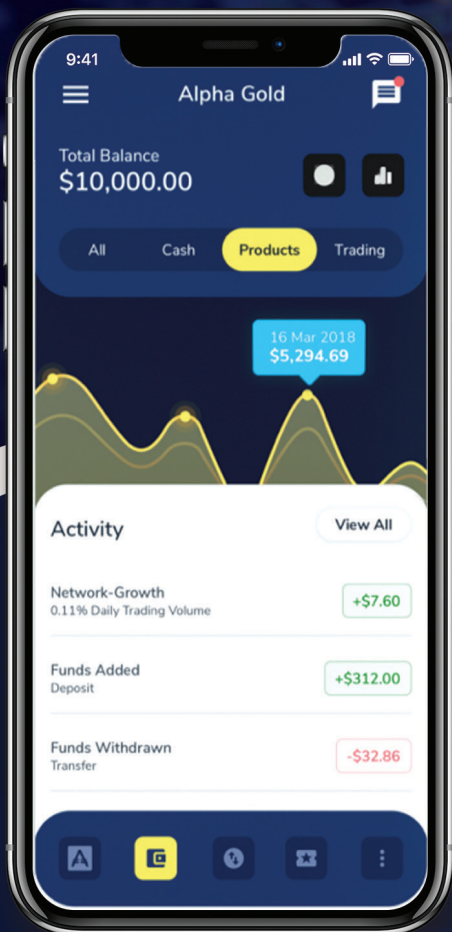 9:41
Alpha Gold
Total Balance
$10,000.00
All Cash Products Trading
16 Mar 2018
$5,294.69
Activity
View All
Network-Growth
+$7.60
0.11% Daily Trading Volume
Funds Added
+$312.00
Deposit
Funds Withdrawn
-$32.86
Transfer